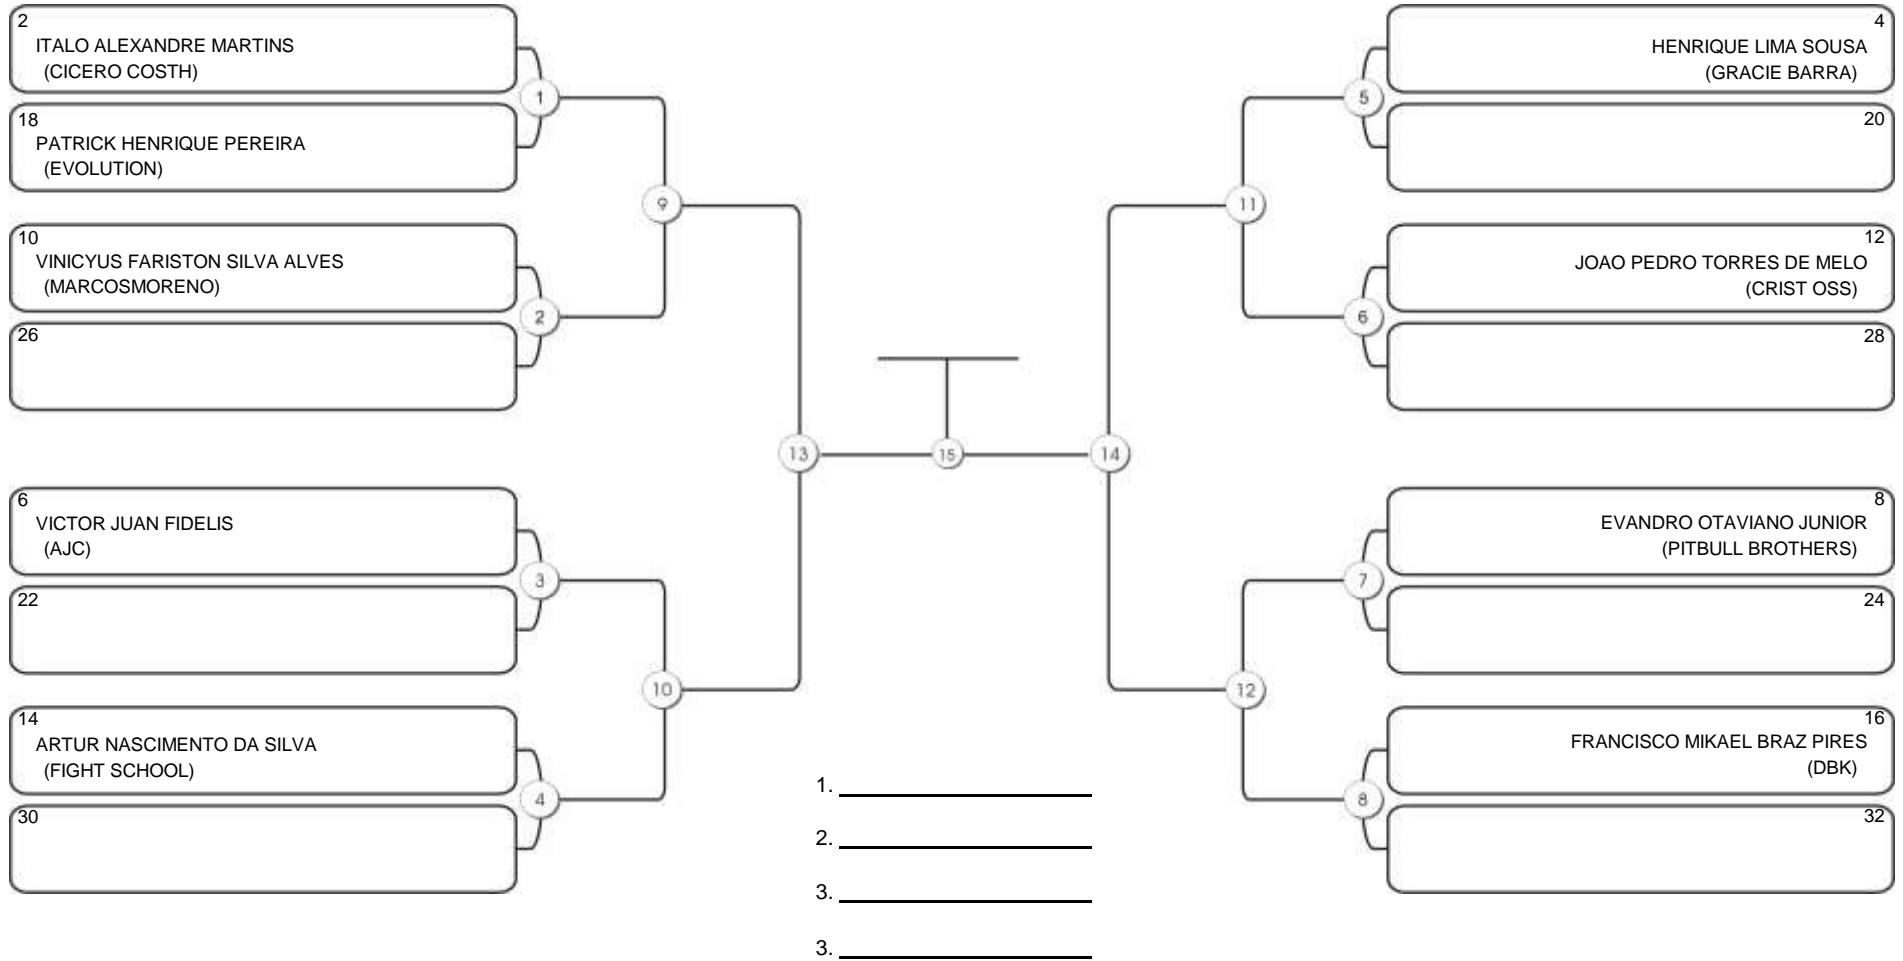 2
ITALO ALEXANDRE MARTINS
(CICERO COSTH)
1
18
PATRICK HENRIQUE PEREIRA
(EVOLUTION)
9
10
VINICYUS FARISTON SILVA ALVES
(MARCOSMORENO)
2
26
13
6
VICTOR JUAN FIDELIS
(AJC)
3
22
10
14
ARTUR NASCIMENTO DA SILVA
(FIGHT SCHOOL)
4
30
15
4
HENRIQUE LIMA SOUSA
(GRACIE BARRA)
5
20
11
12
JOAO PEDRO TORRES DE MELO
(CRIST OSS)
6
28
14
8
EVANDRO OTAVIANO JUNIOR
(PITBULL BROTHERS)
7
24
12
16
FRANCISCO MIKAEL BRAZ PIRES
(DBK)
8
32
1.
2.
3.
3.